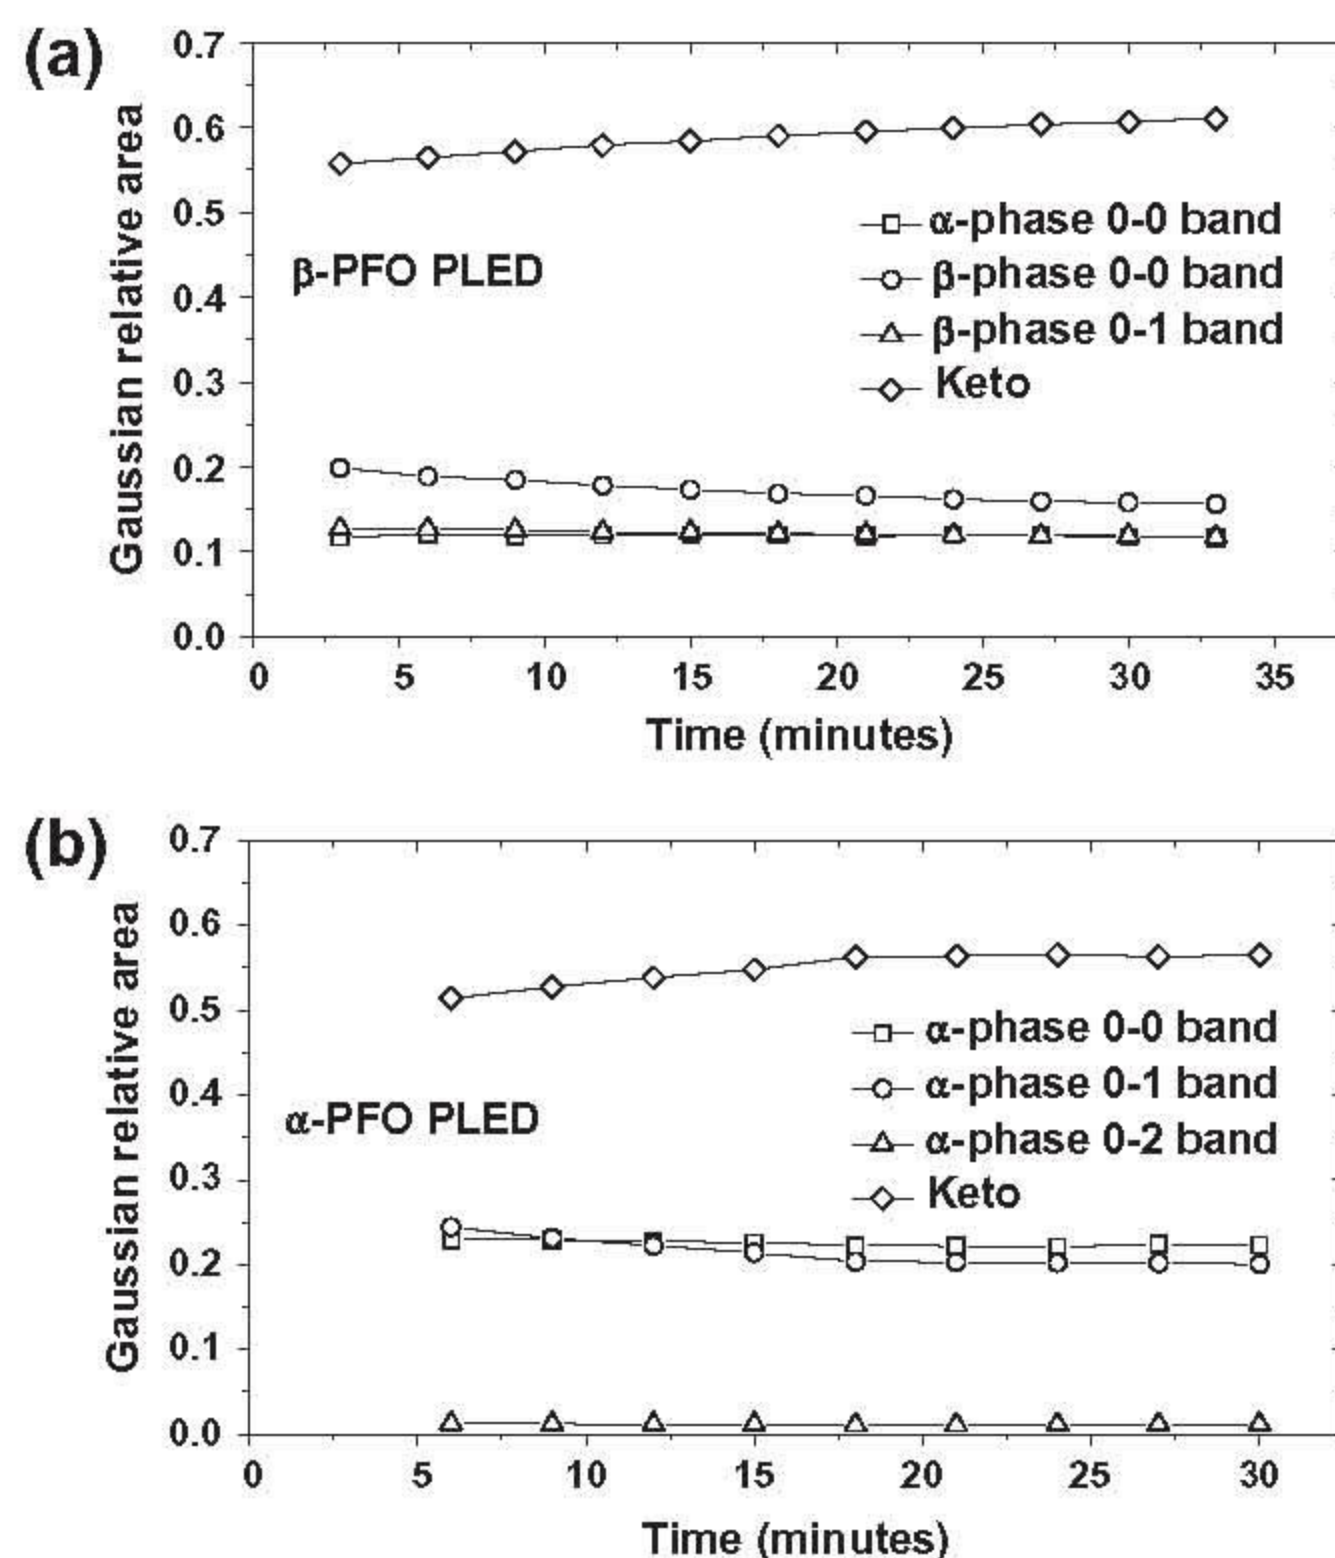 (a)
0.7
0.6
0.5
0.4
0.3
0.2
0.1
0.0
Gaussian relative area
β-PFO PLED
α-phase 0-0 band
β-phase 0-0 band
β-phase 0-1 band
Keto
0 5 10 15 20 25 30 35
Time (minutes)
(b)
0.7
0.6
0.5
0.4
0.3
0.2
0.1
0.0
Gaussian relative area
α-PFO PLED
α-phase 0-0 band
α-phase 0-1 band
α-phase 0-2 band
Keto
0 5 10 15 20 25 30
Time (minutes)